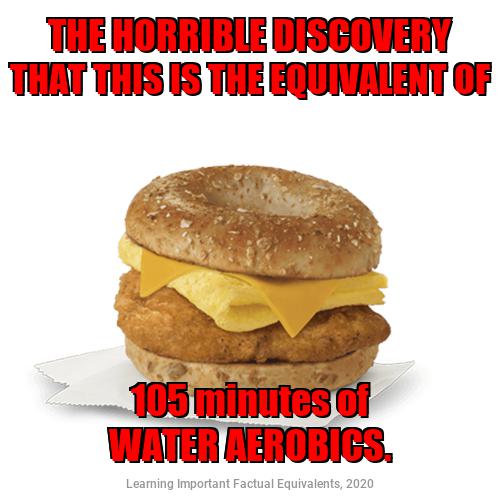 THE HORRIBLE DISCOVERY
THAT THIS IS THE EQUIVALENT OF
105 minutes of
WATER AEROBICS.
Learning Important Factual Equivalents, 2020